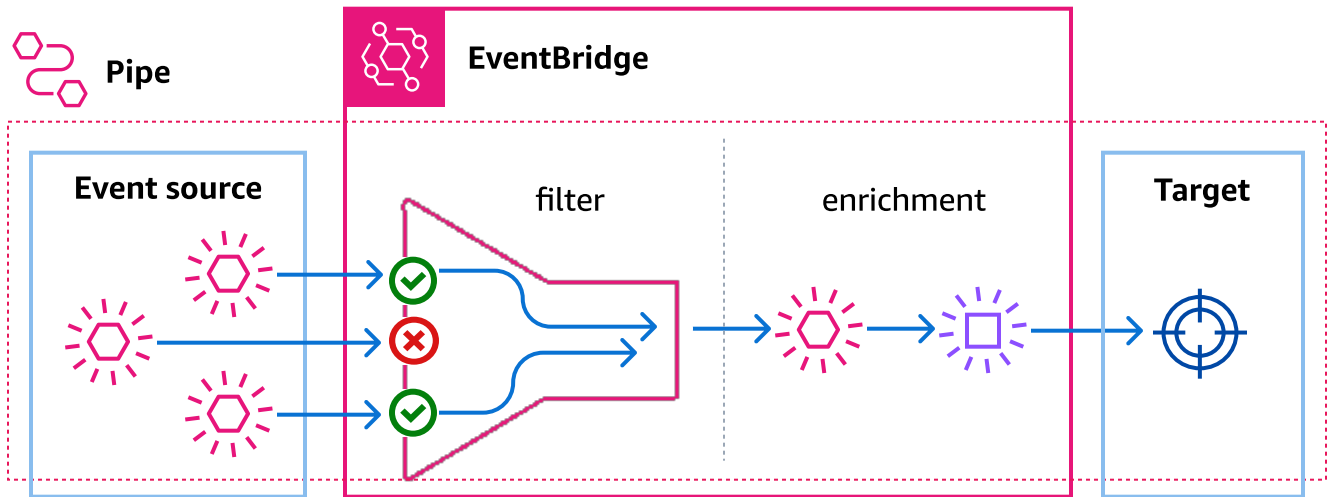 Pipe
EventBridge
Event source
filter
enrichment
Target